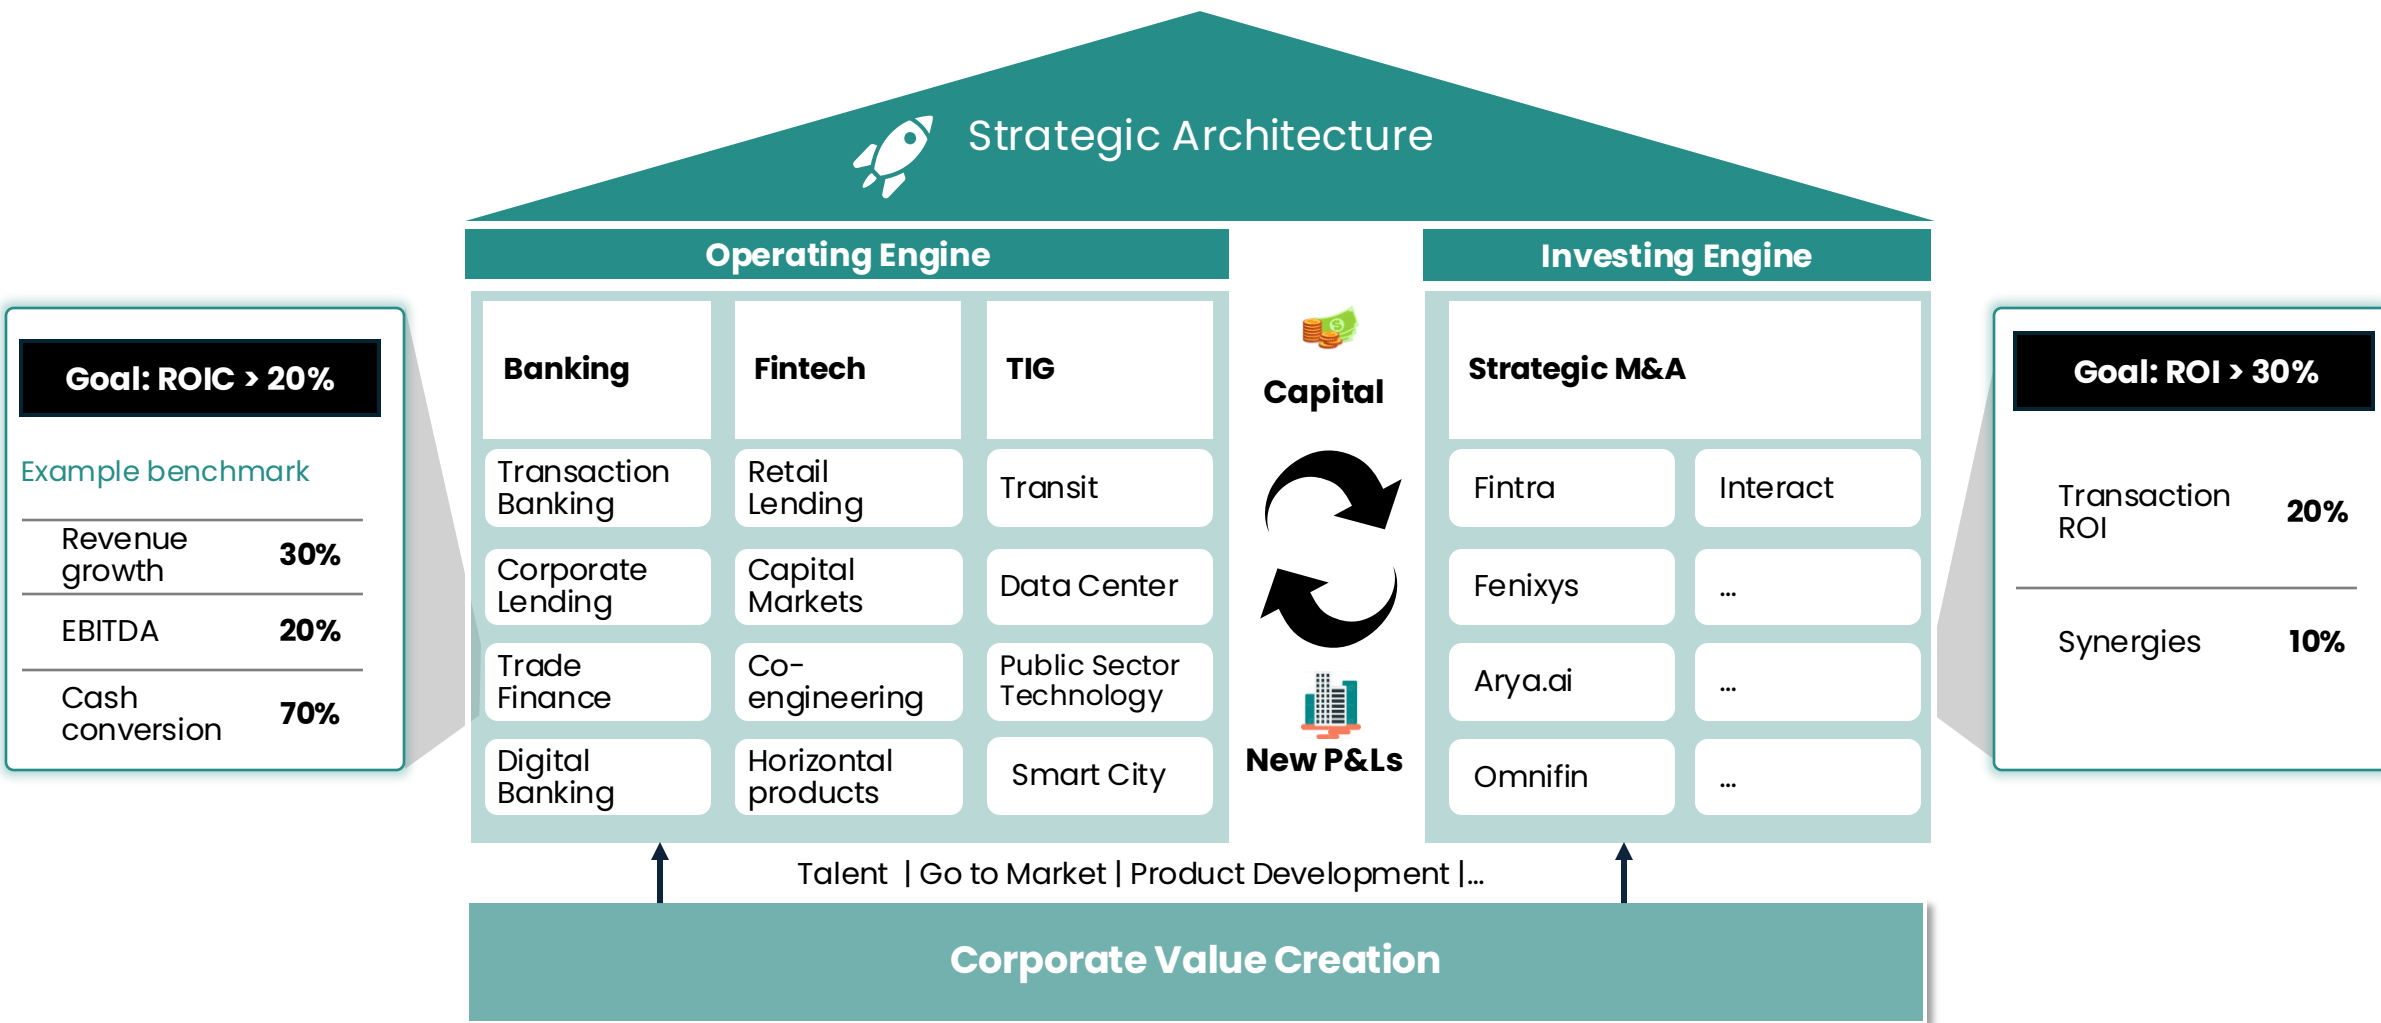 Strategic Architecture
Operating Engine
Investing Engine
Goal: ROIC > 20%
Example benchmark
Revenue
growth
30%
EBITDA
20%
Cash
conversion
70%
Banking
Transaction
Banking
Corporate
Lending
Trade
Finance
Digital
Banking
Fintech
Retail
Lending
Capital
Markets
Co-
engineering
Horizontal
products
TIG
Transit
Data Center
Public Sector
Technology
Smart City
Capital
New P&Ls
Strategic M&A
Fintra
Interact
Fenixys
...
Arya.ai
...
Omnifin
...
Goal: ROI > 30%
Transaction
ROI
20%
Synergies
10%
Talent | Go to Market | Product Development |...
Corporate Value Creation